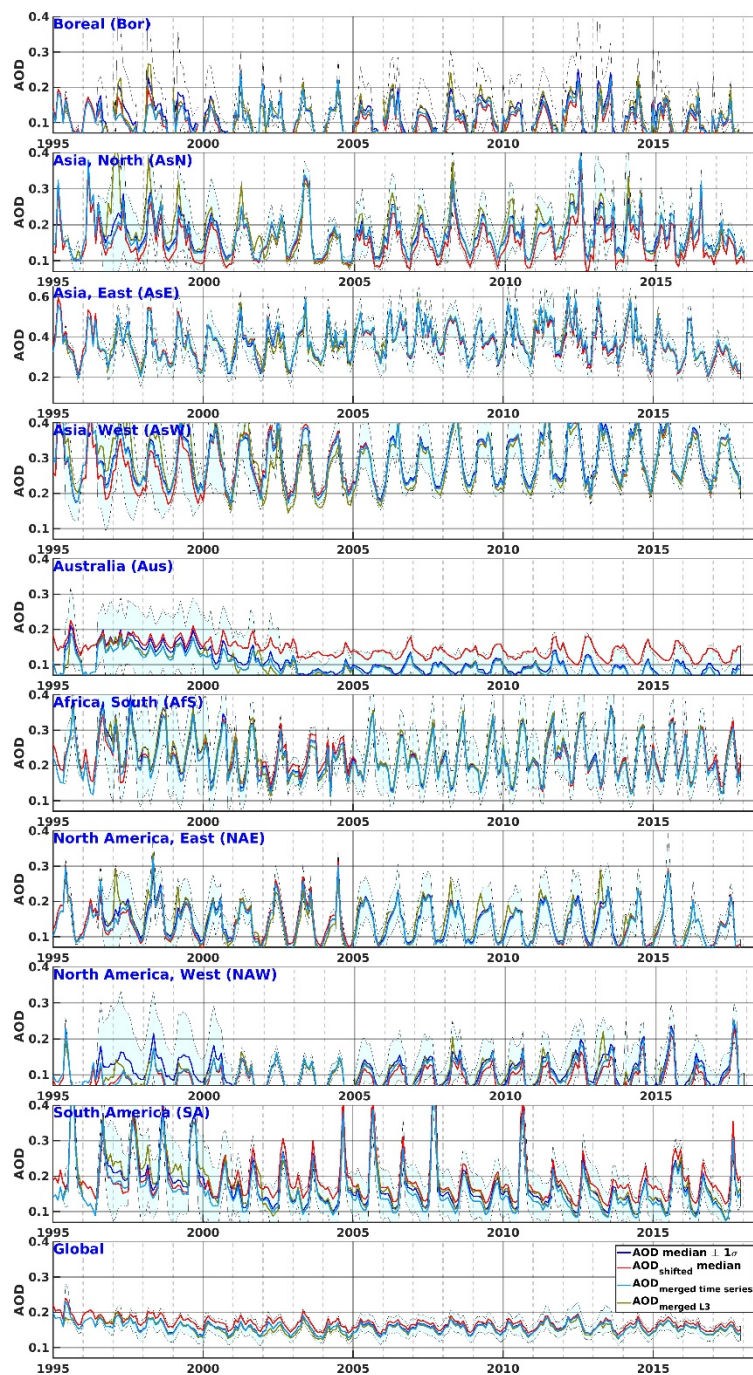 Boreal (Bor)
AOD
0.4
0.3
0.2
0.1
1995 2000 2005 2010 2015
Asia, North (AsN)
AOD
0.4
0.3
0.2
0.1
1995 2000 2005 2010 2015
Asia, East (AsE)
AOD
0.6
0.4
0.2
1995 2000 2005 2010 2015
Asia, West (AsW)
AOD
0.4
0.3
0.2
0.1
1995 2000 2005 2010 2015
Australia (Aus)
AOD
0.4
0.3
0.2
0.1
1995 2000 2005 2010 2015
Africa, South (AfS)
AOD
0.4
0.3
0.2
0.1
1995 2000 2005 2010 2015
North America, East (NAE)
AOD
0.4
0.3
0.2
0.1
1995 2000 2005 2010 2015
North America, West (NAW)
AOD
0.4
0.3
0.2
0.1
1995 2000 2005 2010 2015
South America (SA)
AOD
0.4
0.3
0.2
0.1
1995 2000 2005 2010 2015
Global
AOD
0.4
0.3
0.2
0.1
AOD median ⊥ 1σ
AOD shifted median
AOD merged time series
AOD merged L3
1995 2000 2005 2010 2015